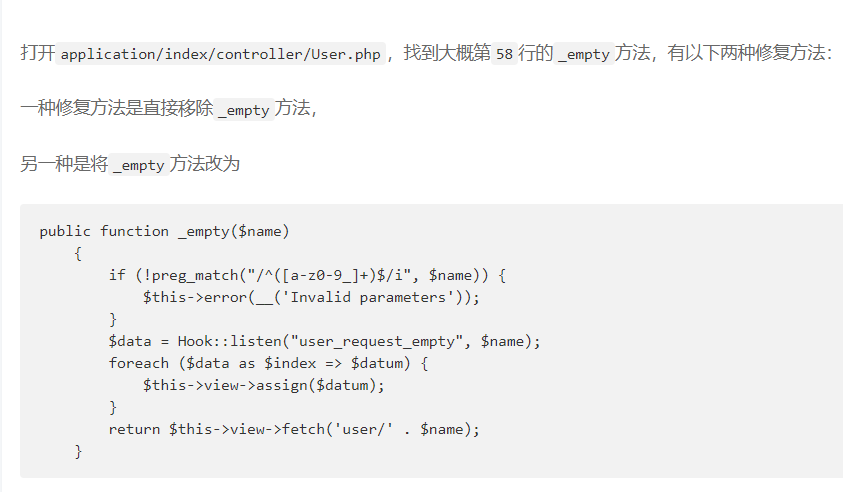 打开 application/index/controller/User.php，找到大概第 58 行的 _empty 方法，有以下两种修复方法：
一种修复方法是直接移除 _empty 方法，
另一种是将 _empty 方法改为
public function _empty($name)
    {
        if (!preg_match("/^([a-z0-9_]+)$/i", $name)) {
            $this->error(__('Invalid parameters'));
        }
        $data = Hook::listen("user_request_empty", $name);
        foreach ($data as $index => $datum) {
            $this->view->assign($datum);
        }
        return $this->view->fetch('user/' . $name);
    }